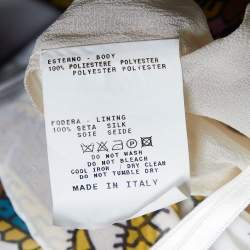 ESTERNO - BODY
100% POLIESTERE POLYESTER
POLYESTER POLYESTER
FODERA - LINING
100% SETA SILK
SOIE SEIDE
DO NOT WASH
DO NOT BLEACH
COOL IRON / DRY CLEAN
DO NOT TUMBLE DRY
MADE IN ITALY